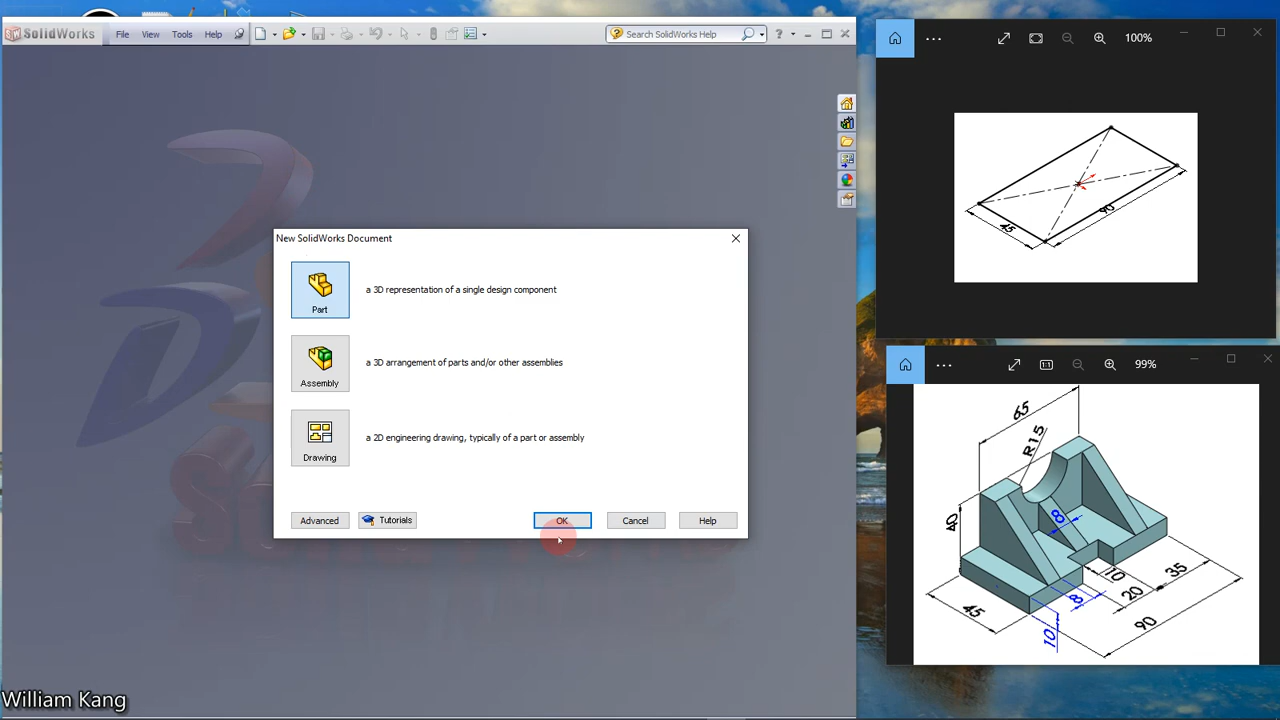 SolidWorks File View Tools Help Search SolidWorks Help ?
New SolidWorks Document
Part a 3D representation of a single design component
Assembly a 3D arrangement of parts and/or other assemblies
Drawing a 2D engineering drawing, typically of a part or assembly
Advanced Tutorials OK Cancel Help
100%
45
90
99%
1:1
65
R15
40
8
10
35
20
8
45
10
90
William Kang